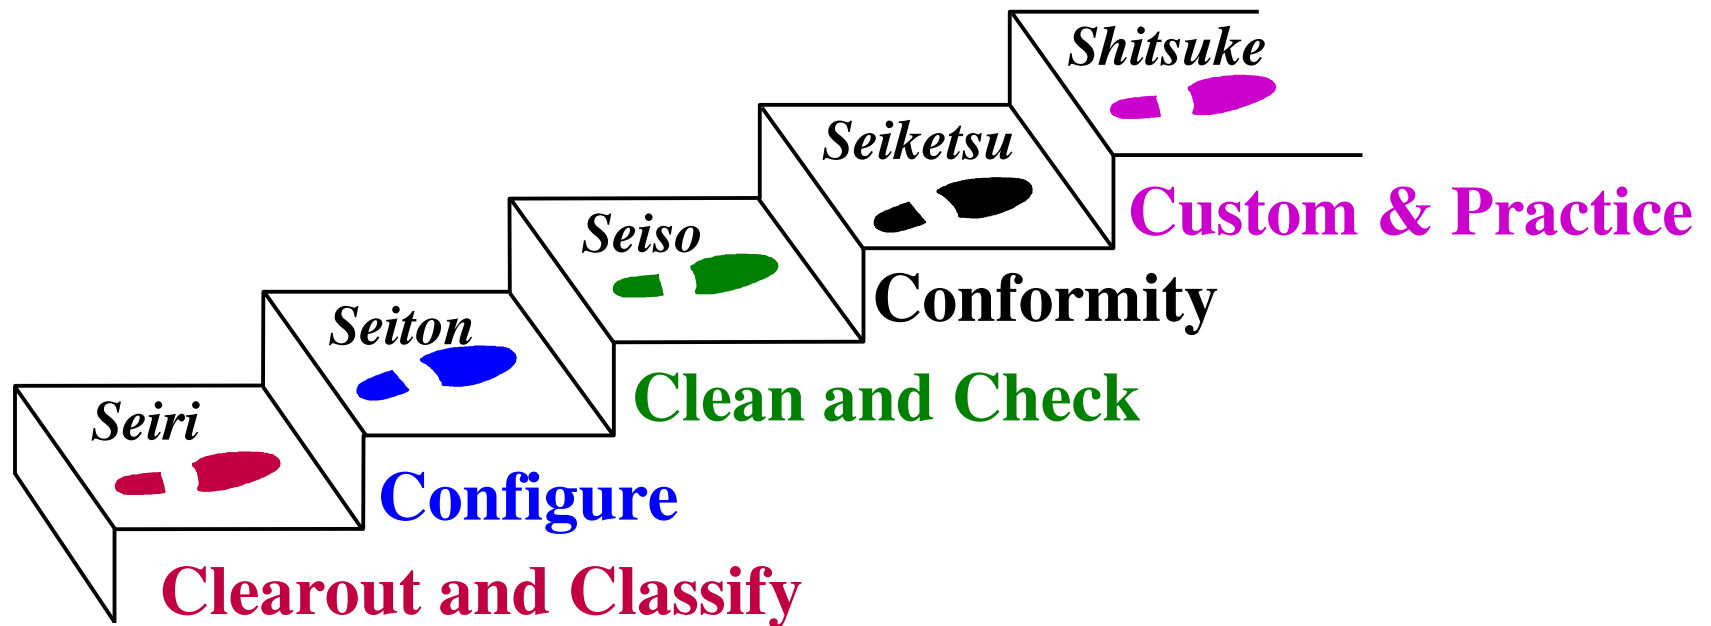 Shitsuke
Custom & Practice
Seiketsu
Conformity
Seiso
Clean and Check
Seiton
Configure
Seiri
Clearout and Classify